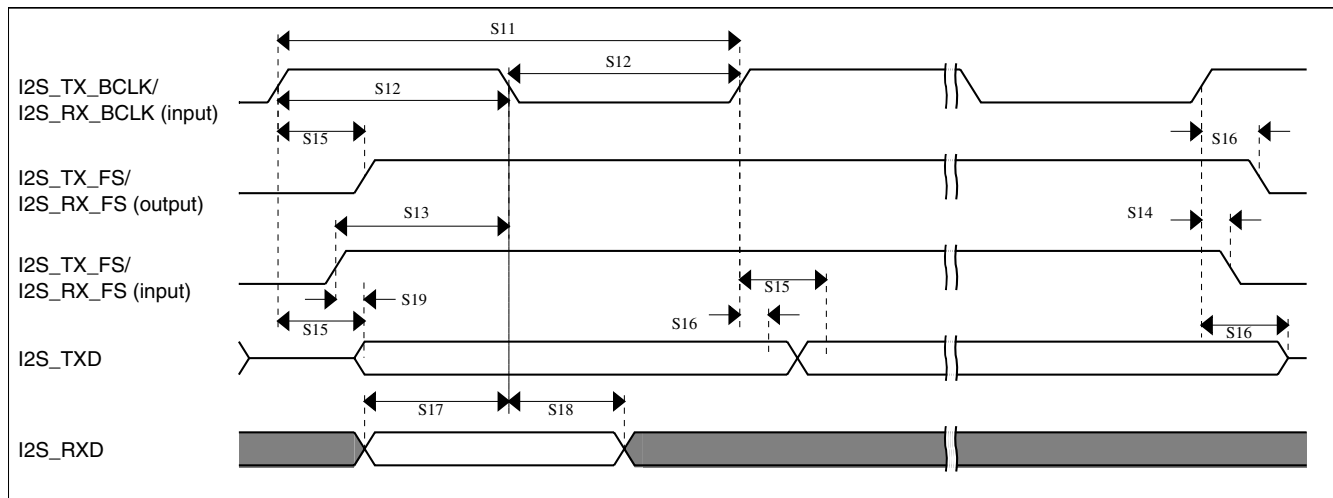 S11
I2S_TX_BCLK/
I2S_RX_BCLK (input)
S12
S12
S15
S16
I2S_TX_FS/
I2S_RX_FS (output)
S13
S14
I2S_TX_FS/
I2S_RX_FS (input)
S15
S19
S15
S16
S16
I2S_TXD
S17
S18
I2S_RXD